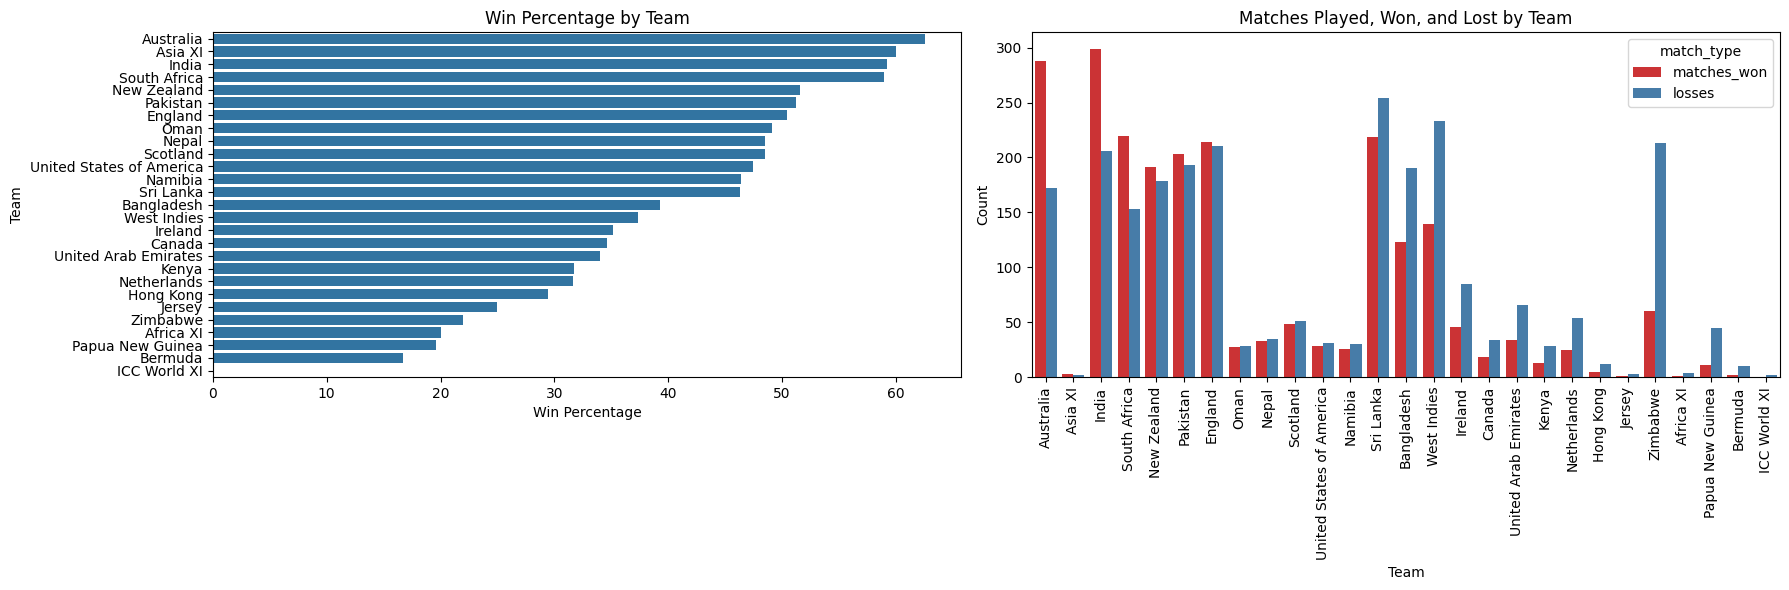 Win Percentage by Team
Team
Australia
Asia XI
India
South Africa
New Zealand
Pakistan
England
Oman
Nepal
Scotland
United States of America
Namibia
Sri Lanka
Bangladesh
West Indies
Ireland
Canada
United Arab Emirates
Kenya
Netherlands
Hong Kong
Jersey
Zimbabwe
Africa XI
Papua New Guinea
Bermuda
ICC World XI
0 10 20 30 40 50 60
Win Percentage
Matches Played, Won, and Lost by Team
match_type
matches_won
losses
Count
300
250
200
150
100
50
0
Australia
Asia XI
India
South Africa
New Zealand
Pakistan
England
Oman
Nepal
Scotland
United States of America
Namibia
Sri Lanka
Bangladesh
West Indies
Ireland
Canada
United Arab Emirates
Kenya
Netherlands
Hong Kong
Jersey
Zimbabwe
Africa XI
Papua New Guinea
Bermuda
ICC World XI
Team